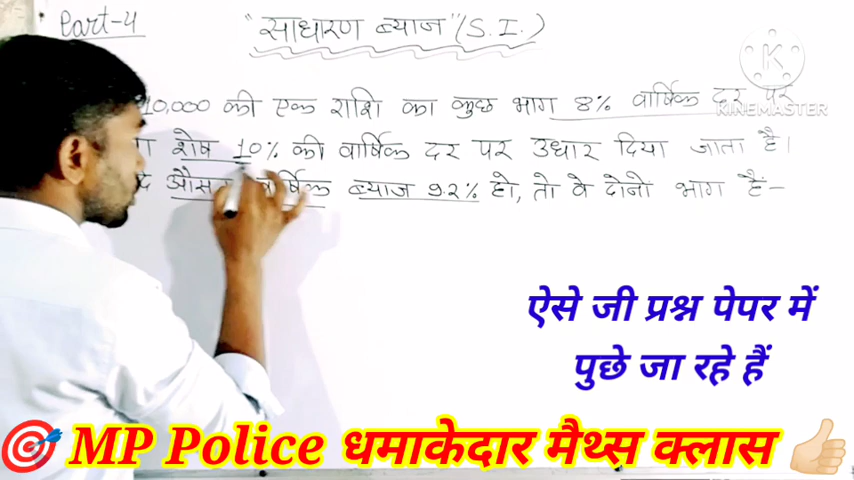 Part-4
"साधारण ब्याज" (S.I.)
10,000 की एक राशि का कुछ भाग 8% वार्षिक दर पर
शेष 10% की वार्षिक दर पर उधार दिया जाता है।
औसत वार्षिक ब्याज 9.2% हो, तो वे दोनो भाग हैं-
K
KINEMASTER
ऐसे जी प्रश्न पेपर में
पुछे जा रहे हैं
MP Police धमाकेदार मैथ्स क्लास